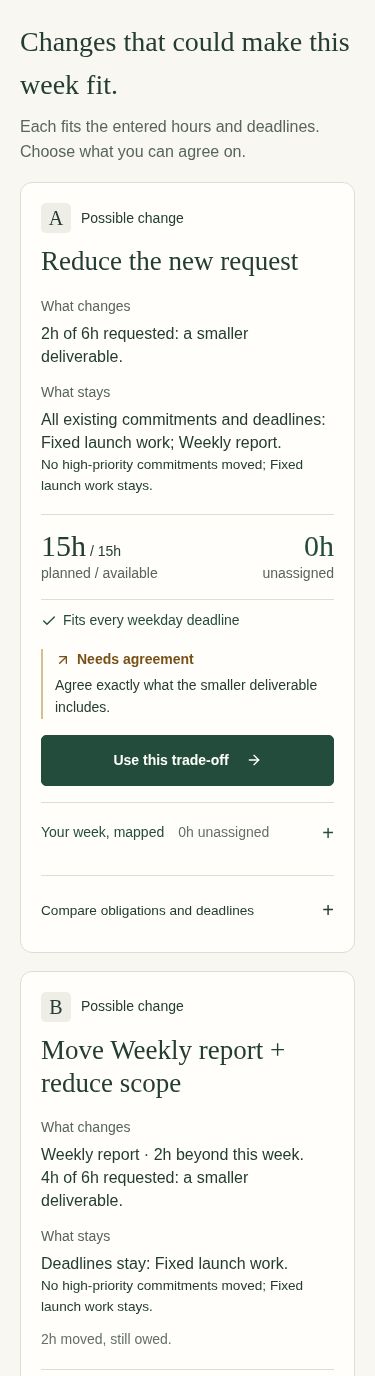 Changes that could make this
week fit.
Each fits the entered hours and deadlines.
Choose what you can agree on.
A Possible change
Reduce the new request
What changes
2h of 6h requested: a smaller
deliverable.
What stays
All existing commitments and deadlines:
Fixed launch work; Weekly report.
No high-priority commitments moved; Fixed
launch work stays.
15h / 15h 0h
planned / available unassigned
Fits every weekday deadline
Needs agreement
Agree exactly what the smaller deliverable
includes.
Use this trade-off →
Your week, mapped 0h unassigned +
Compare obligations and deadlines +
B Possible change
Move Weekly report +
reduce scope
What changes
Weekly report · 2h beyond this week.
4h of 6h requested: a smaller
deliverable.
What stays
Deadlines stay: Fixed launch work.
No high-priority commitments moved; Fixed
launch work stays.
2h moved, still owed.